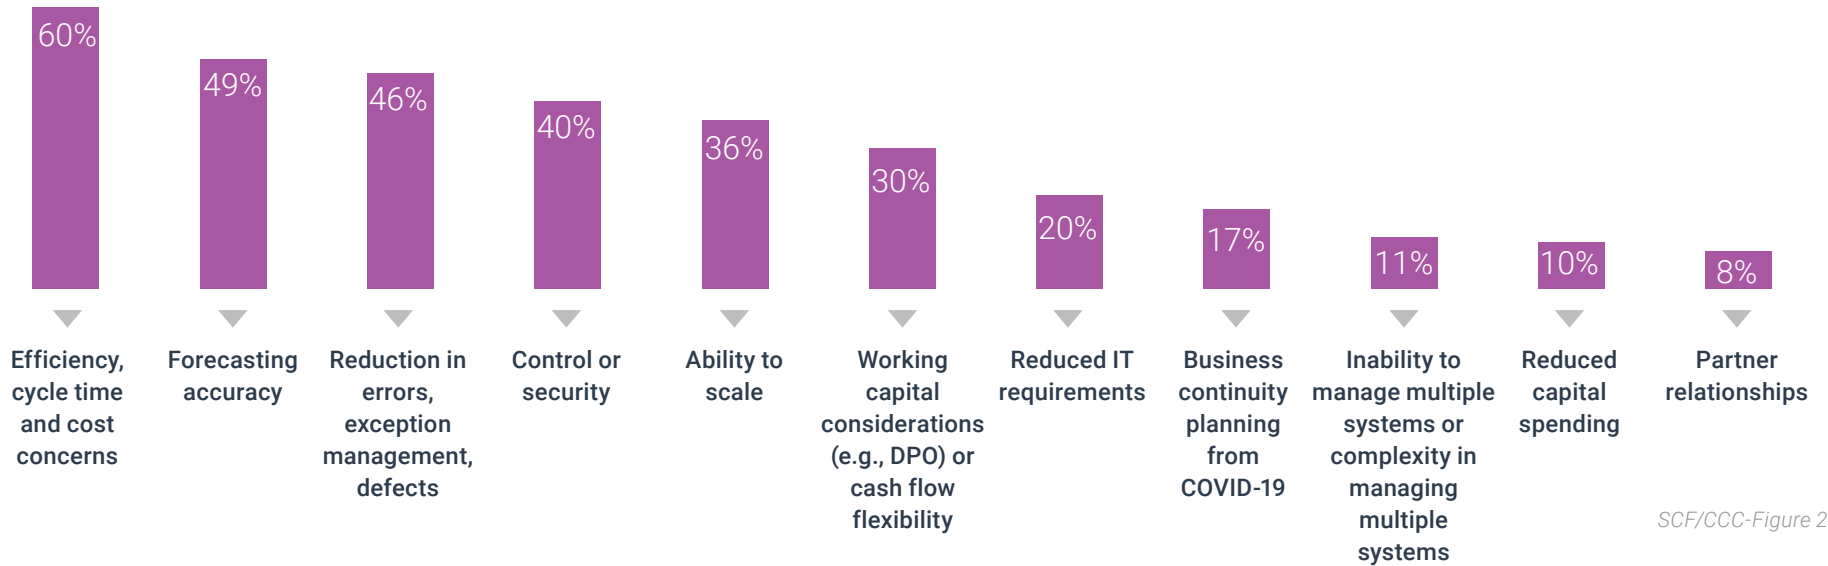 60%
49%
46%
40%
36%
30%
20%
17%
11%
10%
8%
Efficiency,
cycle time
and cost
concerns
Forecasting
accuracy
Reduction in
errors,
exception
management,
defects
Control or
security
Ability to
scale
Working
capital
considerations
(e.g., DPO) or
cash flow
flexibility
Reduced IT
requirements
Business
continuity
planning
from
COVID-19
Inability to
manage multiple
systems or
complexity in
managing
multiple
systems
Reduced
capital
spending
Partner
relationships
SCF/CCC-Figure 2